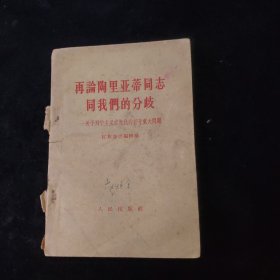 再論陶里亚蒂同志
同我們的分歧
—关于列宁主义在当代的若干重大問題
紅旗杂志編輯部
人民出版社